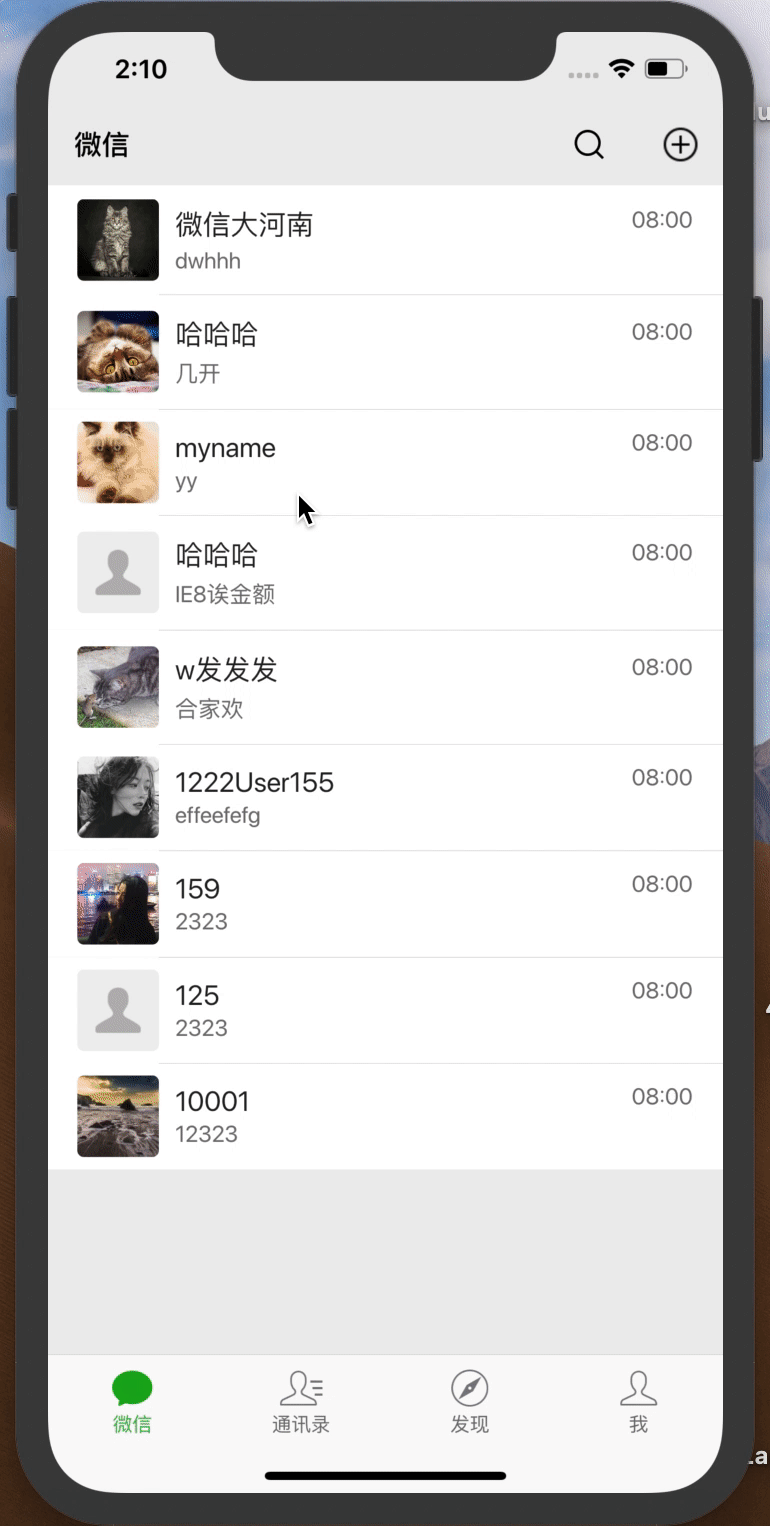 2:10
微信
微信大河南
08:00
dwhhh
哈哈哈
08:00
几开
myname
08:00
yy
哈哈哈
08:00
IE8诶金额
w发发发
08:00
合家欢
1222User155
08:00
effeefefg
159
08:00
2323
125
08:00
2323
10001
08:00
12323
微信
通讯录
发现
我